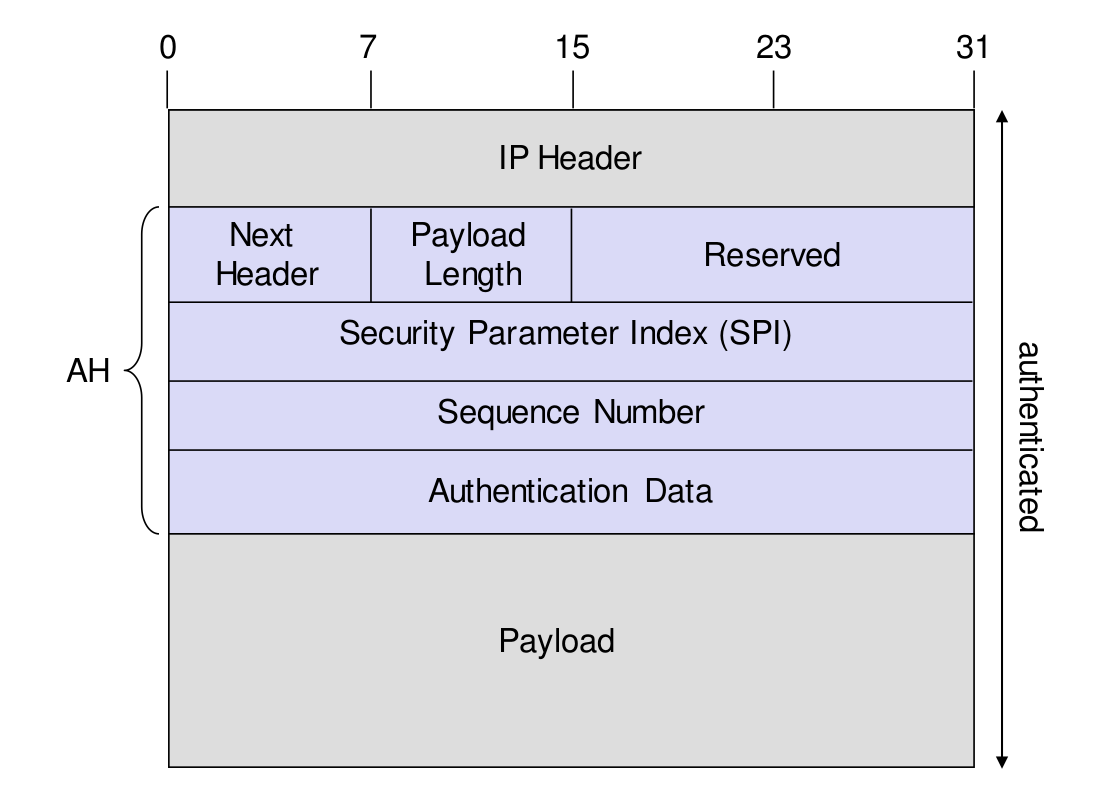 0 7 15 23 31
IP Header
Next
Header
Payload
Length
Reserved
Security Parameter Index (SPI)
AH
Sequence Number
Authentication Data
Payload
authenticated